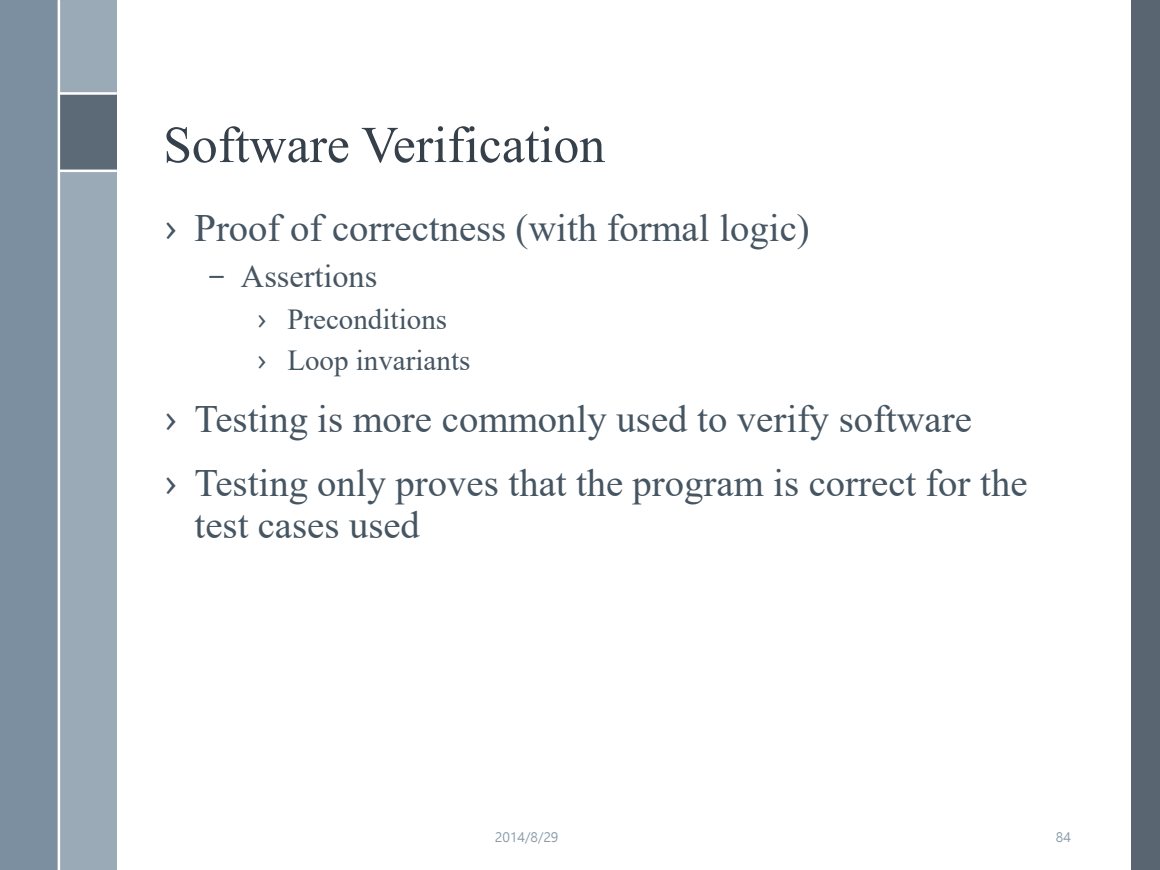 Software Verification
› Proof of correctness (with formal logic)
– Assertions
› Preconditions
› Loop invariants
› Testing is more commonly used to verify software
› Testing only proves that the program is correct for the
test cases used
2014/8/29
84